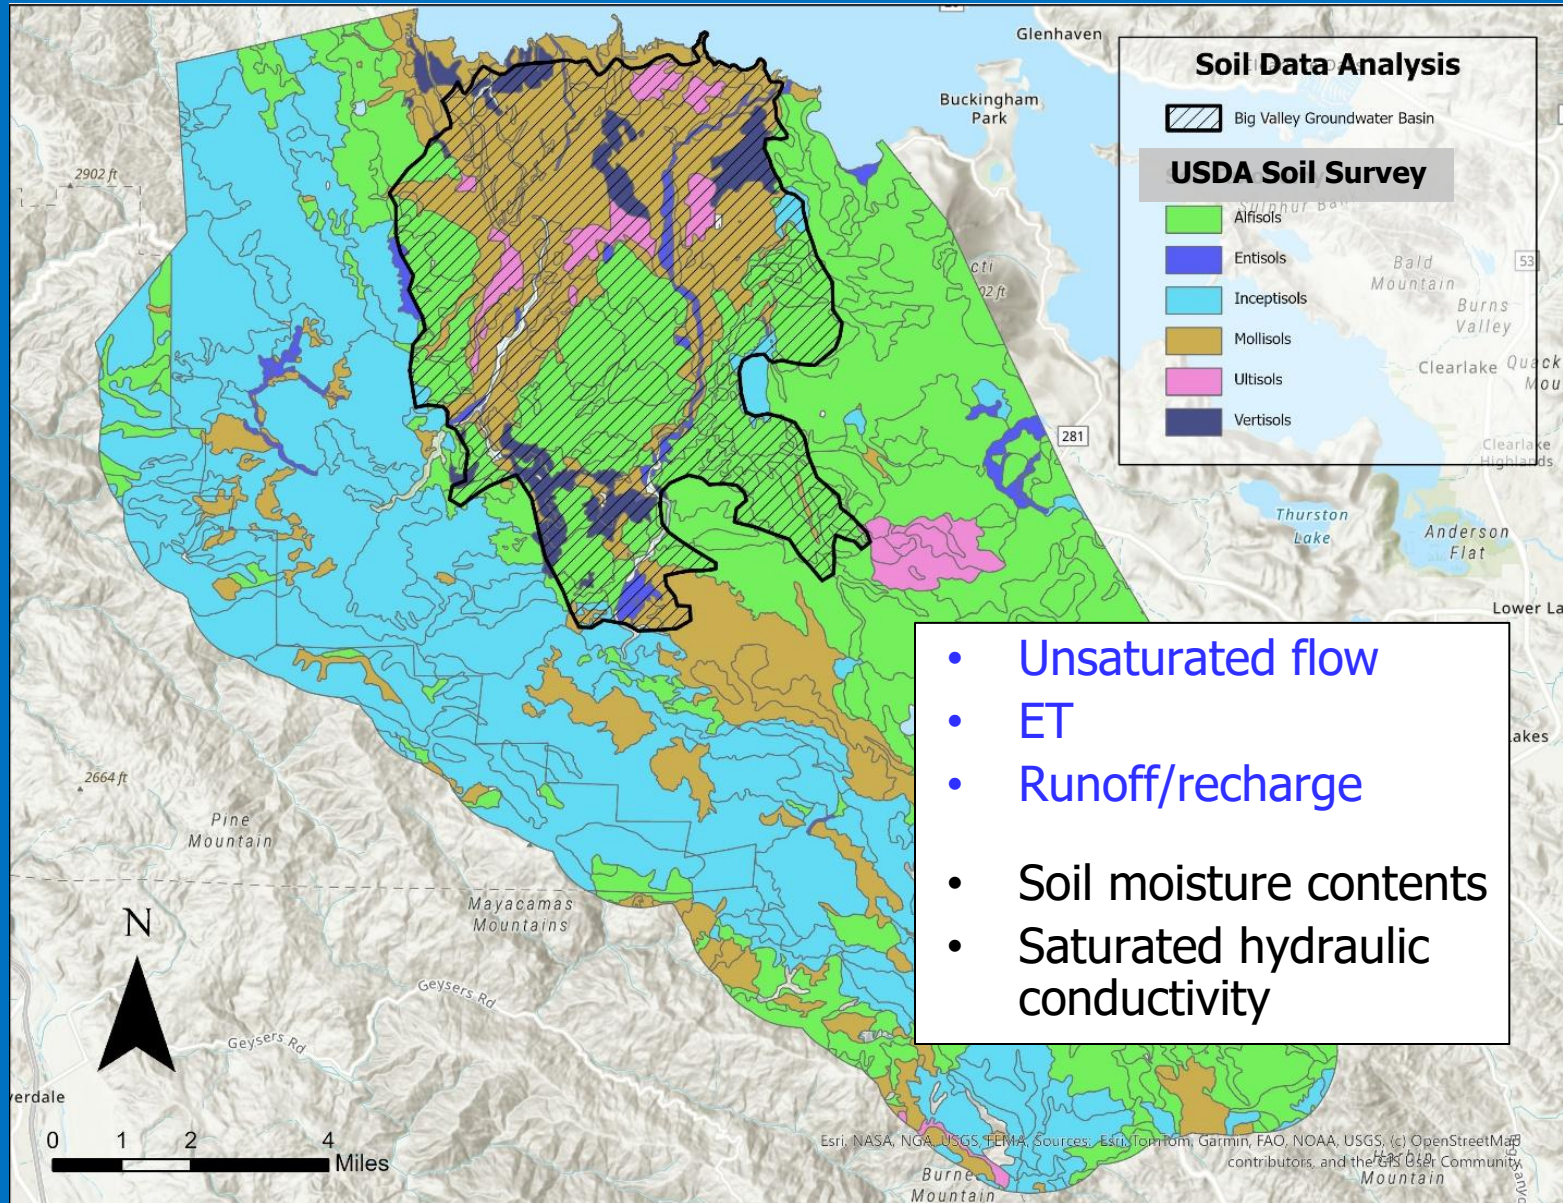 Glenhaven
Soil Data Analysis
Big Valley Groundwater Basin
USDA Soil Survey
Alfisols
Entisols
Inceptisols
Mollisols
Ultisols
Vertisols
Buckingham
Park
2902 ft
Bald
Mountain
53
Burns
Valley
Clearlake
Clearlake
Highlands
281
Thurston
Lake
Anderson
Flat
• Unsaturated flow
• ET
• Runoff/recharge
• Soil moisture contents
• Saturated hydraulic
conductivity
2664 ft
Pine
Mountain
Mayacamas
Mountains
N
Geysers Rd
Geysers Rd
0 1 2 4
Miles
Esri, NASA, NGA, USGS, FEMA, Sources: Esri, TomTom, Garmin, FAO, NOAA, USGS, (c) OpenStreetMap
contributors, and the GIS User Community
Mountain
Mountain